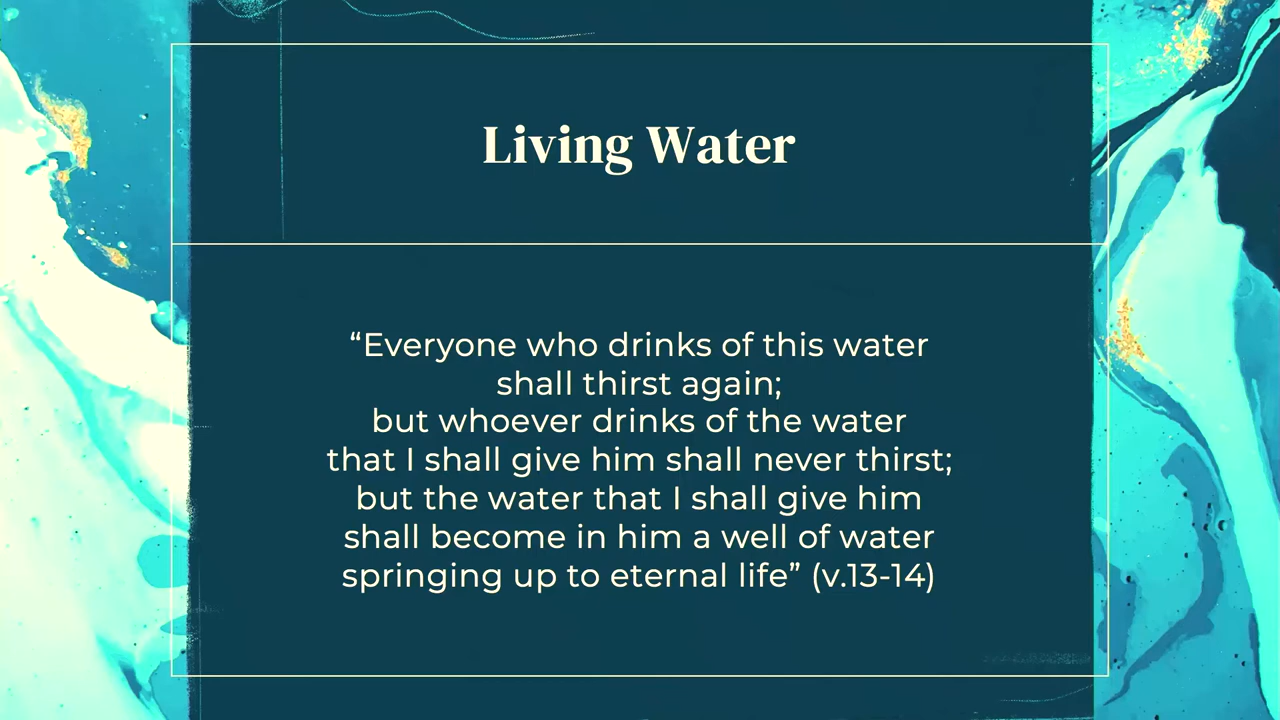 Living Water
“Everyone who drinks of this water
shall thirst again;
but whoever drinks of the water
that I shall give him shall never thirst;
but the water that I shall give him
shall become in him a well of water
springing up to eternal life” (v.13-14)